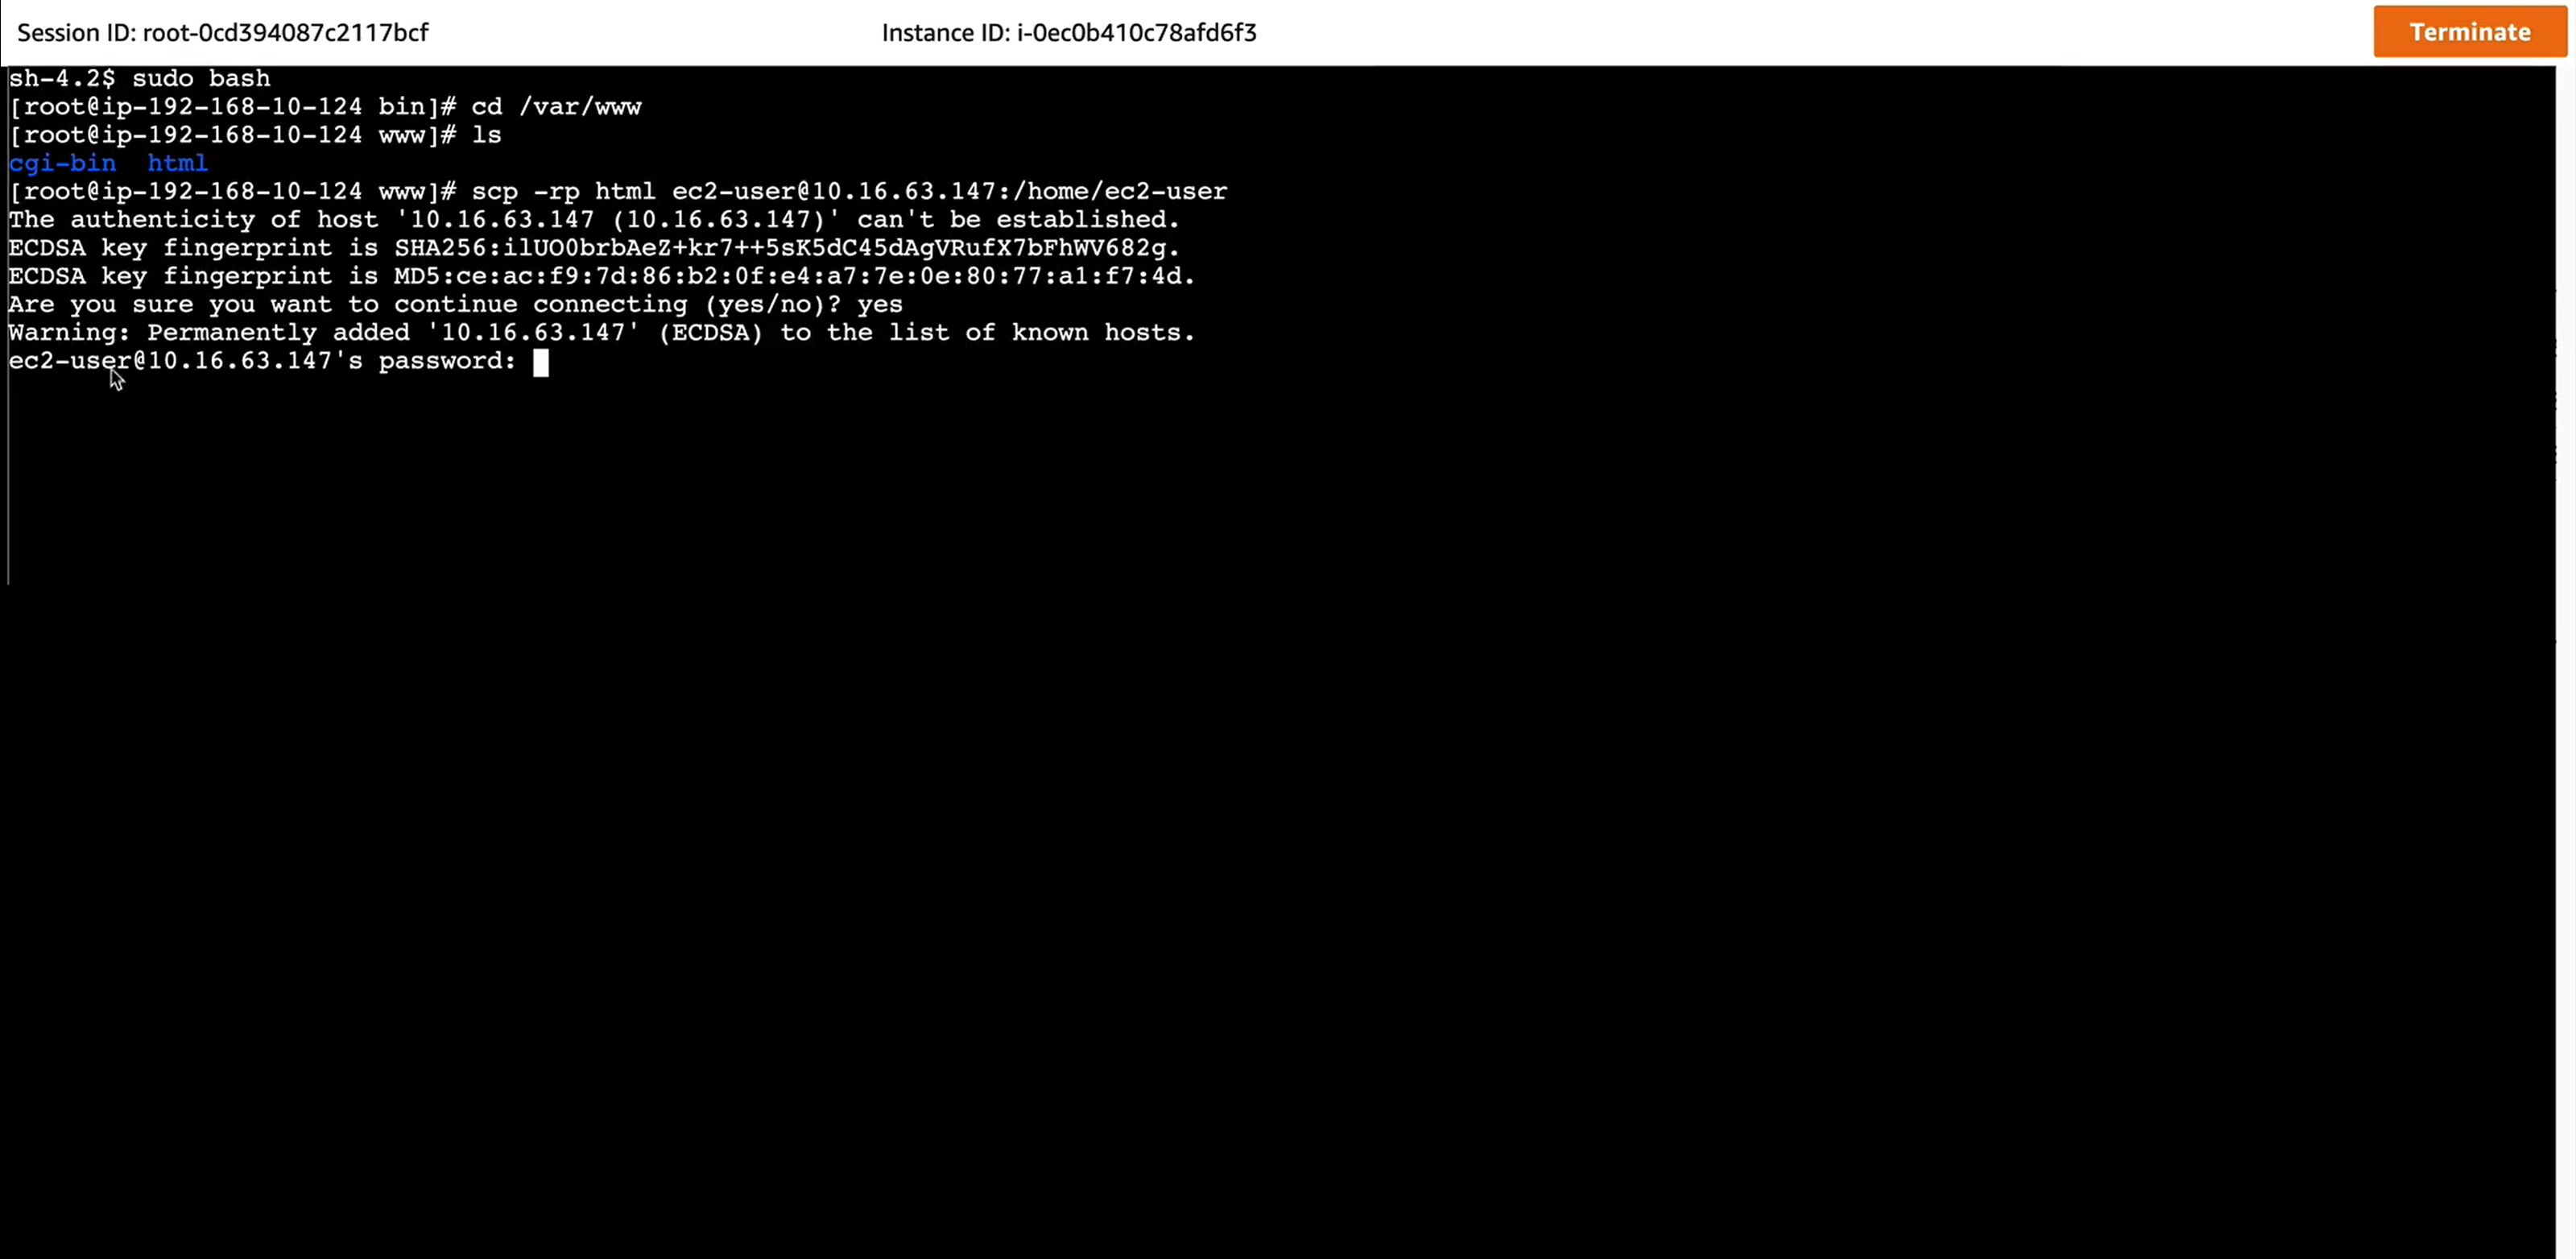 Session ID: root-0cd394087c2117bcf
Instance ID: i-0ec0b410c78afd6f3
Terminate
sh-4.2$ sudo bash
[root@ip-192-168-10-124 bin]# cd /var/www
[root@ip-192-168-10-124 www]# ls
cgi-bin  html
[root@ip-192-168-10-124 www]# scp -rp html ec2-user@10.16.63.147:/home/ec2-user
The authenticity of host '10.16.63.147 (10.16.63.147)' can't be established.
ECDSA key fingerprint is SHA256:ilUO0brbAeZ+kr7++5sK5dC45dAgVRufX7bFhWV682g.
ECDSA key fingerprint is MD5:ce:ac:f9:7d:86:b2:0f:e4:a7:7e:0e:80:77:a1:f7:4d.
Are you sure you want to continue connecting (yes/no)? yes
Warning: Permanently added '10.16.63.147' (ECDSA) to the list of known hosts.
ec2-user@10.16.63.147's password: